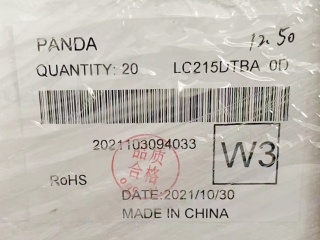 PANDA 12.50
QUANTITY: 20 LC215DTBA 0D
2021103094033
W3
品质
合格
RoHS
DATE:2021/10/30
MADE IN CHINA